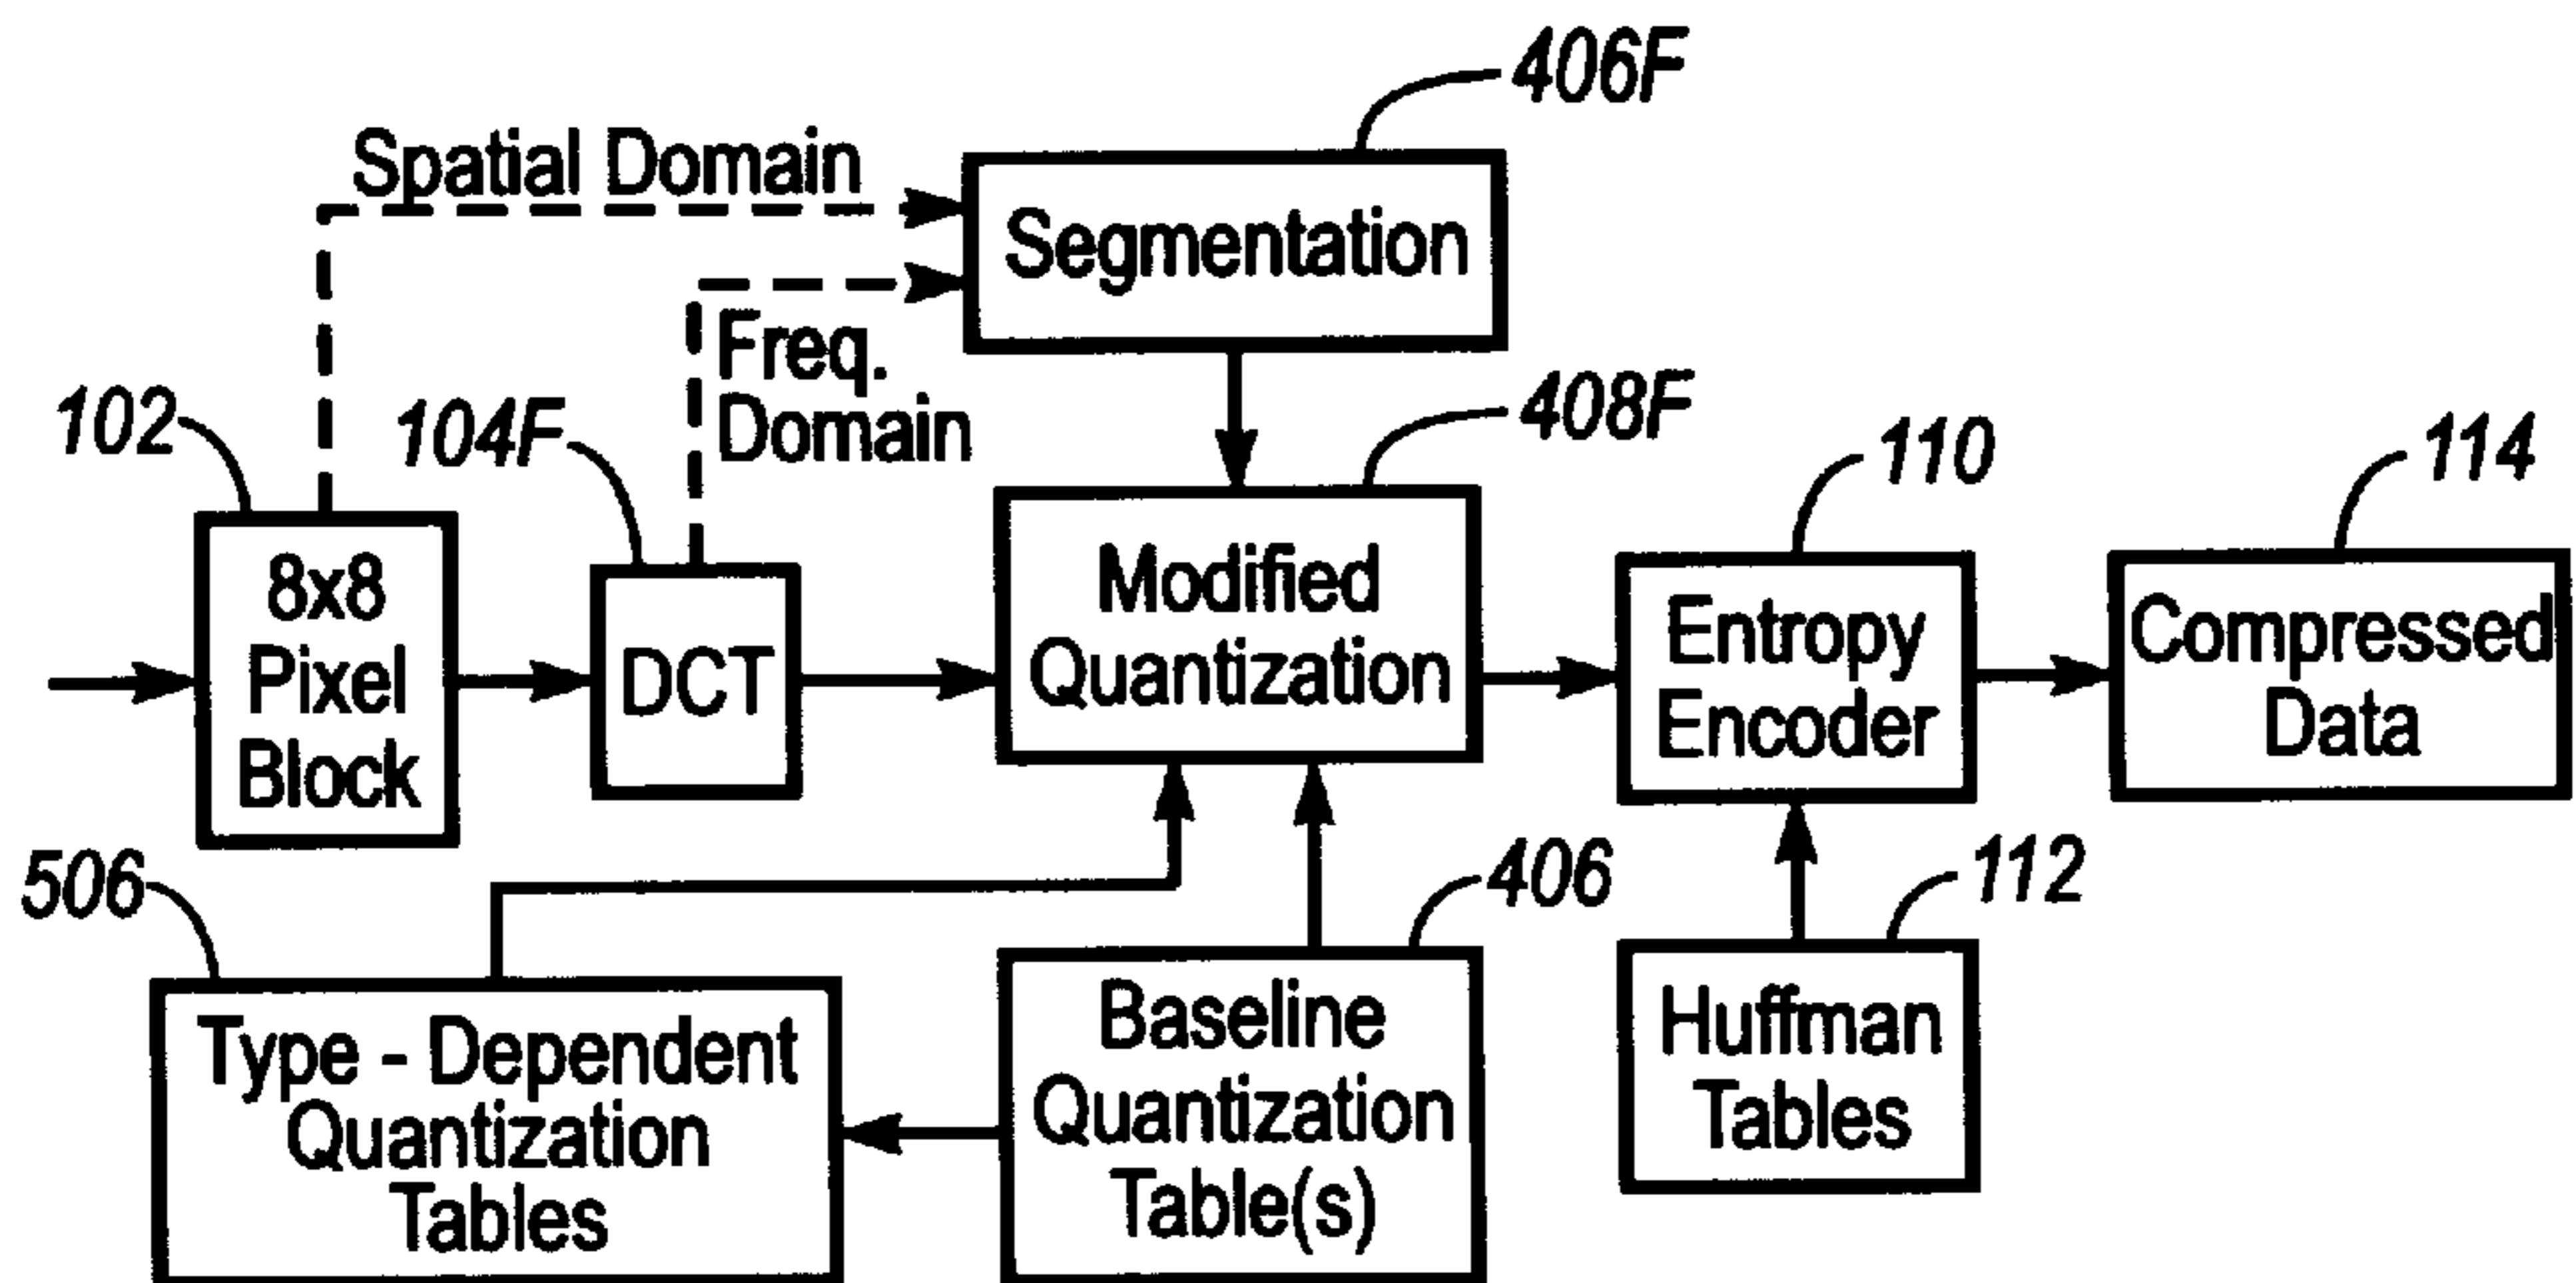 406F
Spatial Domain
Segmentation
Freq.
Domain
102
104F
408F
110
114
8x8
Pixel
Block
DCT
Modified
Quantization
Entropy
Encoder
Compressed
Data
506
406
112
Type - Dependent
Quantization
Tables
Baseline
Quantization
Table(s)
Huffman
Tables